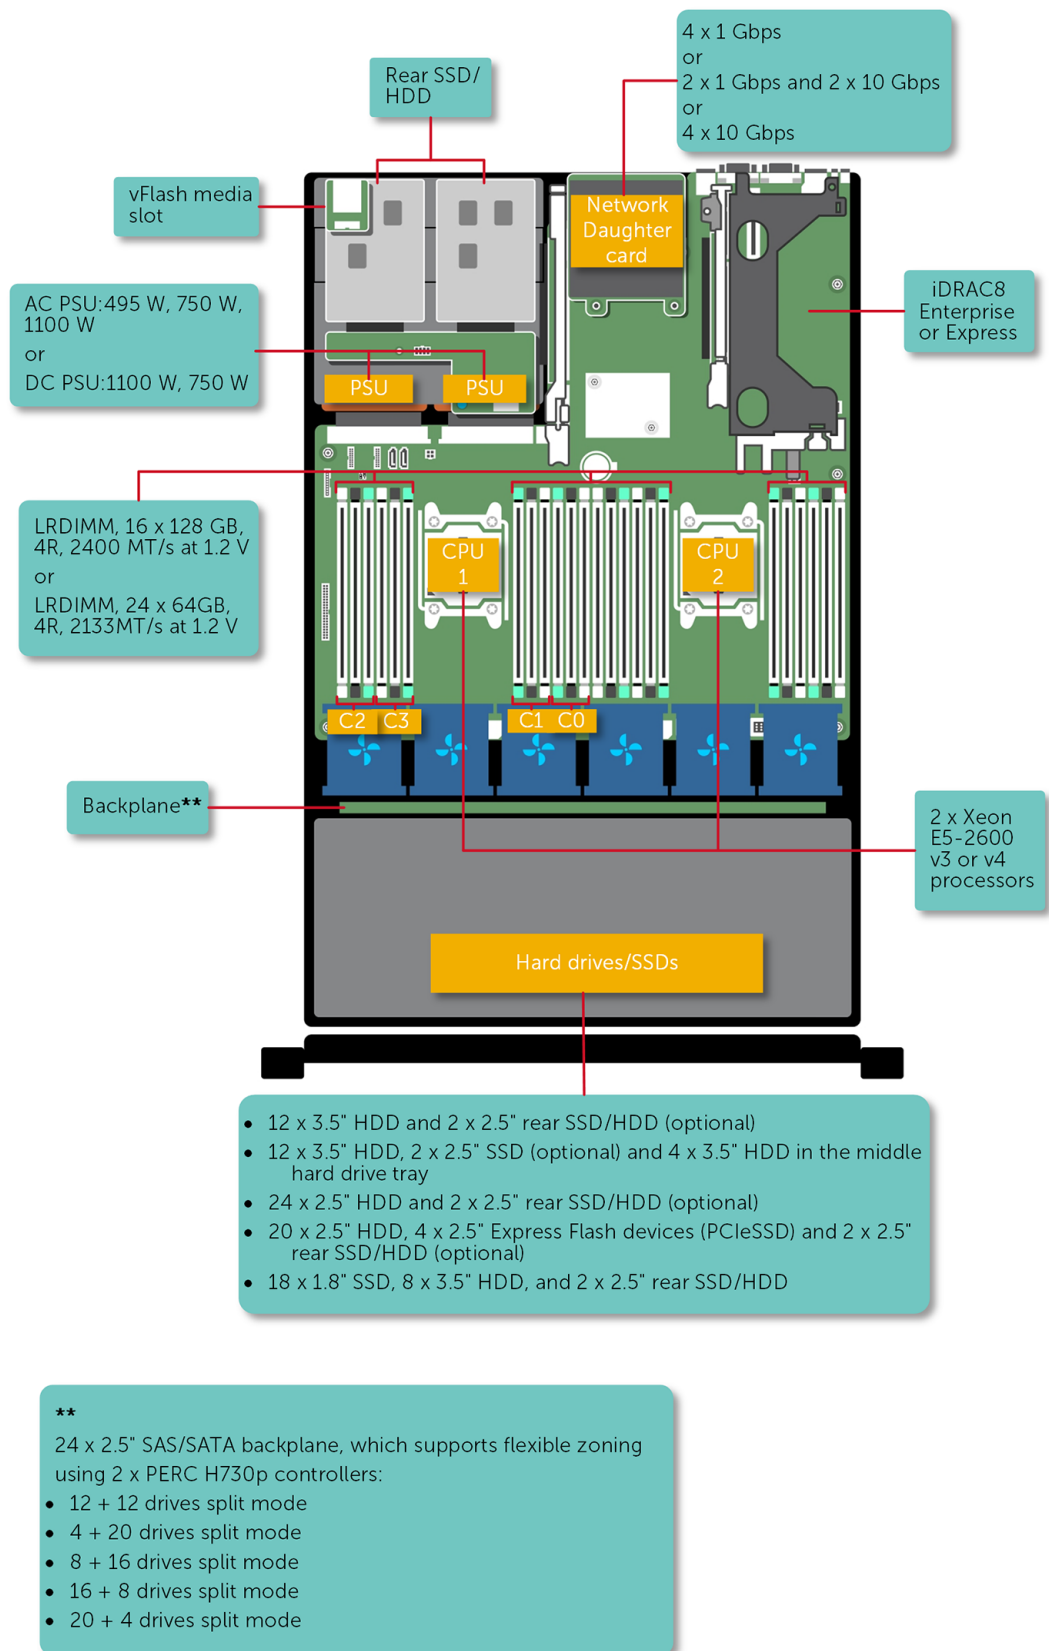 4 x 1 Gbps
or
2 x 1 Gbps and 2 x 10 Gbps
or
4 x 10 Gbps
Rear SSD/
HDD
vFlash media
slot
Network
Daughter
card
AC PSU:495 W, 750 W,
1100 W
or
DC PSU:1100 W, 750 W
iDRAC8
Enterprise
or Express
PSU
PSU
LRDIMM, 16 x 128 GB,
4R, 2400 MT/s at 1.2 V
or
LRDIMM, 24 x 64GB,
4R, 2133MT/s at 1.2 V
CPU
1
CPU
2
C2
C3
C1
C0
Backplane**
2 x Xeon
E5-2600
v3 or v4
processors
Hard drives/SSDs
• 12 x 3.5" HDD and 2 x 2.5" rear SSD/HDD (optional)
• 12 x 3.5" HDD, 2 x 2.5" SSD (optional) and 4 x 3.5" HDD in the middle
hard drive tray
• 24 x 2.5" HDD and 2 x 2.5" rear SSD/HDD (optional)
• 20 x 2.5" HDD, 4 x 2.5" Express Flash devices (PCIeSSD) and 2 x 2.5"
rear SSD/HDD (optional)
• 18 x 1.8" SSD, 8 x 3.5" HDD, and 2 x 2.5" rear SSD/HDD
**
24 x 2.5" SAS/SATA backplane, which supports flexible zoning
using 2 x PERC H730p controllers:
• 12 + 12 drives split mode
• 4 + 20 drives split mode
• 8 + 16 drives split mode
• 16 + 8 drives split mode
• 20 + 4 drives split mode